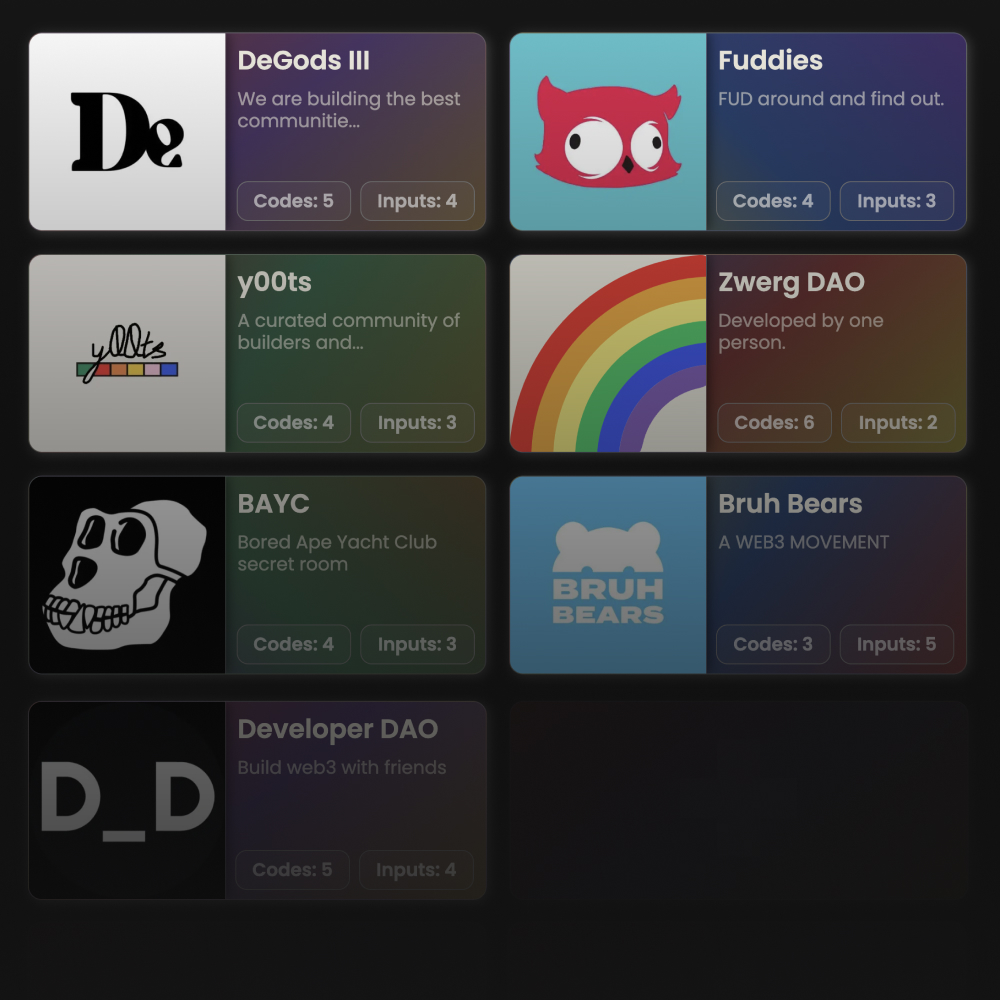 De
DeGods III
We are building the best
communitie...
Codes: 5
Inputs: 4
Fuddies
FUD around and find out.
Codes: 4
Inputs: 3
y00ts
y00ts
A curated community of
builders and...
Codes: 4
Inputs: 3
Zwerg DAO
Developed by one
person.
Codes: 6
Inputs: 2
BAYC
Bored Ape Yacht Club
secret room
Codes: 4
Inputs: 3
BRUH
BEARS
Bruh Bears
A WEB3 MOVEMENT
Codes: 3
Inputs: 5
D_D
Developer DAO
Build web3 with friends
Codes: 5
Inputs: 4